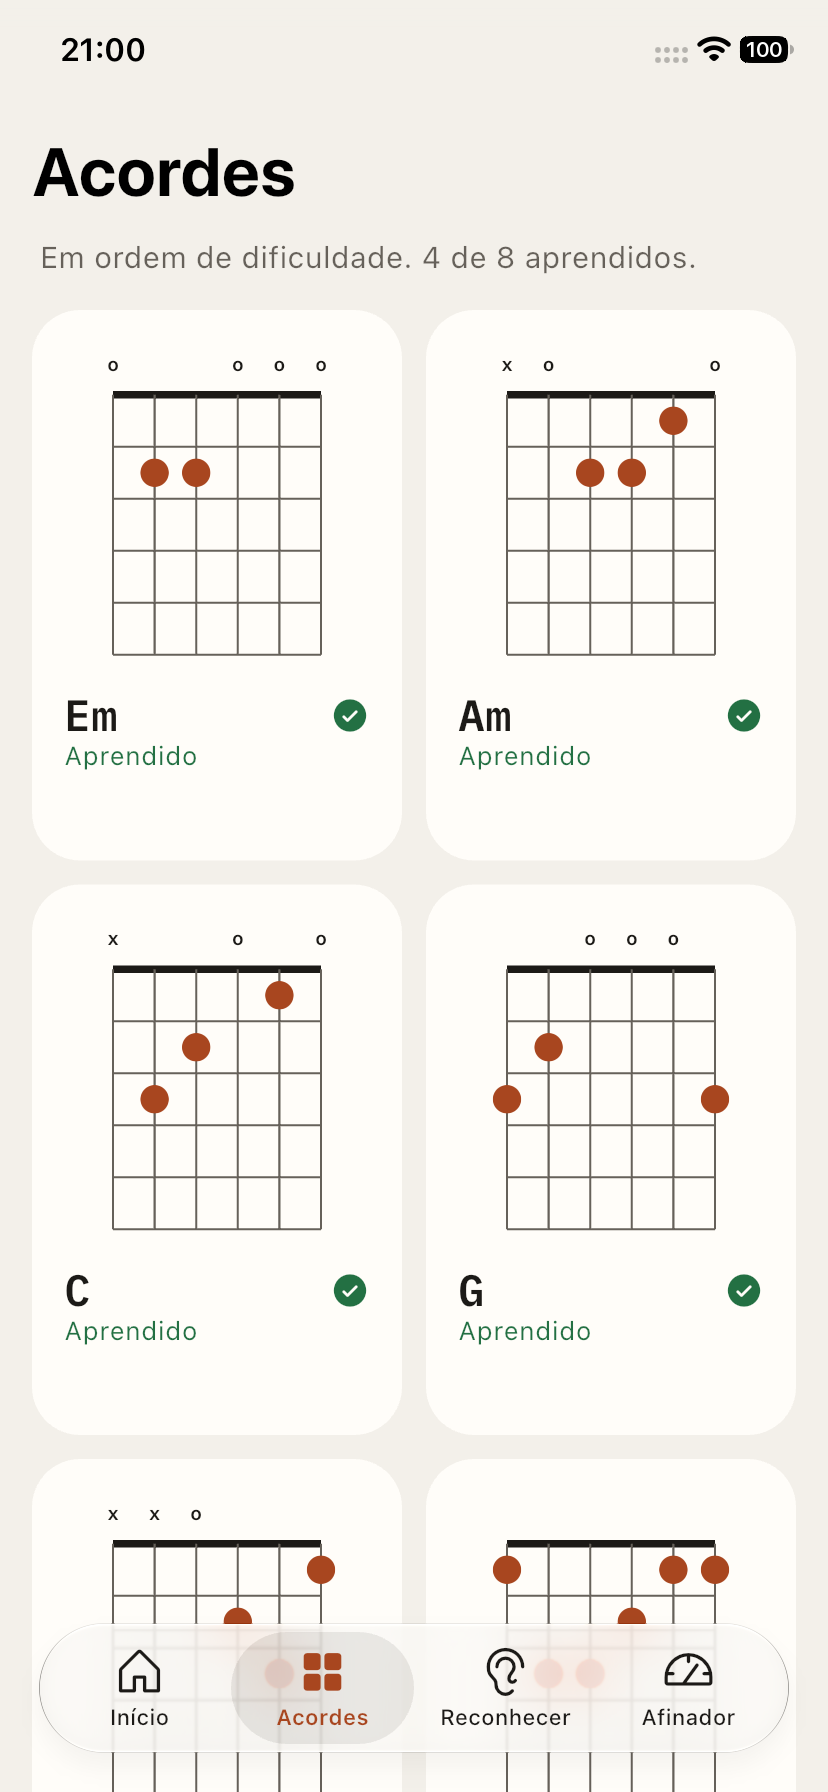 21:00
100
Acordes
Em ordem de dificuldade. 4 de 8 aprendidos.
o o o o
x o o
Em
Aprendido
Am
Aprendido
x o o
o o o
C
Aprendido
G
Aprendido
x x o
Início
Acordes
Reconhecer
Afinador